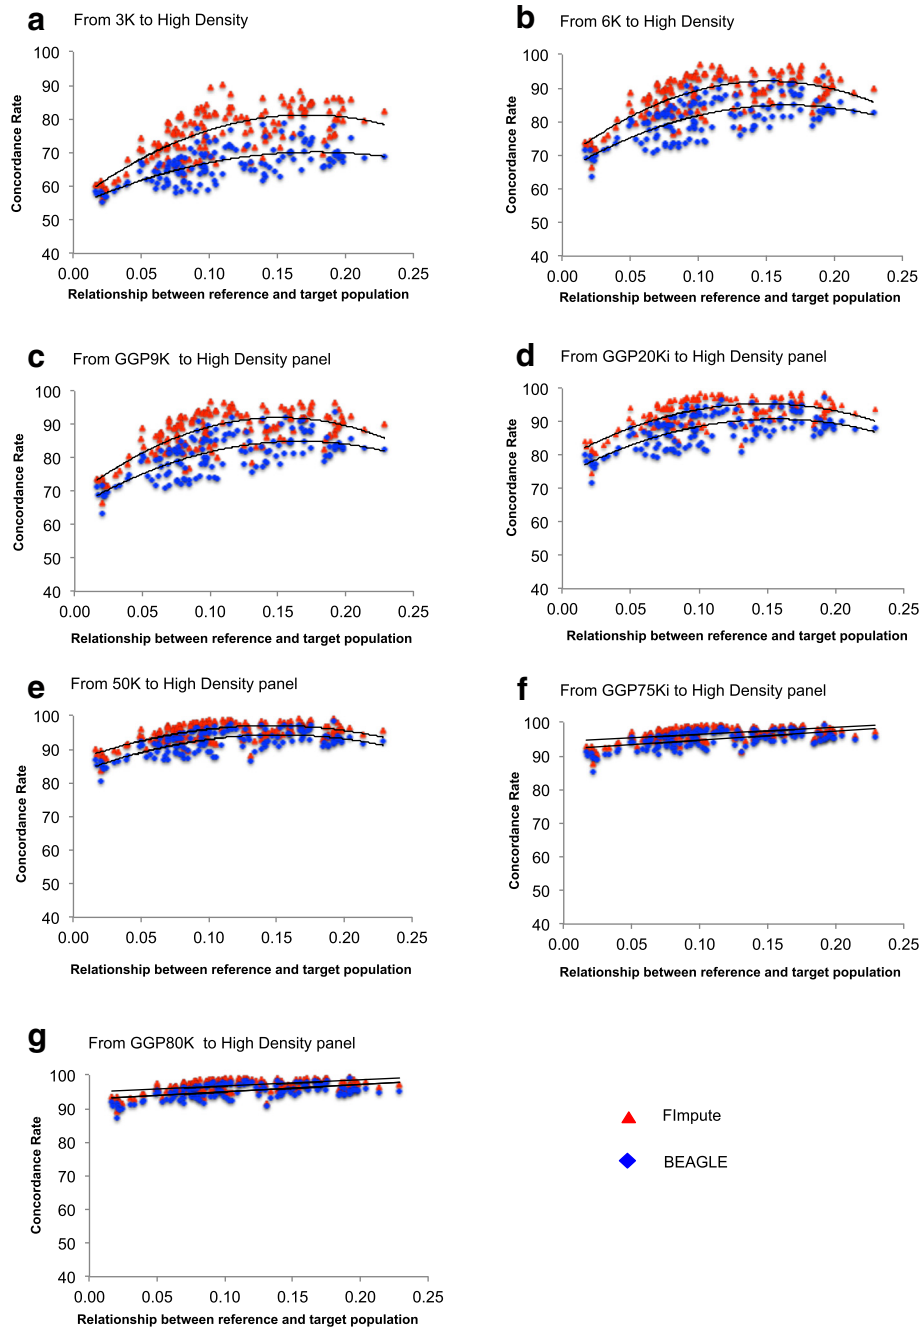 a From 3K to High Density
100
90
80
70
60
50
40
Concordance Rate
0.00 0.05 0.10 0.15 0.20 0.25
Relationship between reference and target population
b From 6K to High Density
100
90
80
70
60
50
40
Concordance Rate
0.00 0.05 0.10 0.15 0.20 0.25
Relationship between reference and target population
c From GGP9K to High Density panel
100
90
80
70
60
50
40
Concordance Rate
0.00 0.05 0.10 0.15 0.20 0.25
Relationship between reference and target population
d From GGP20Ki to High Density panel
100
90
80
70
60
50
40
Concordance Rate
0.00 0.05 0.10 0.15 0.20 0.25
Relationship between reference and target population
e From 50K to High Density panel
100
90
80
70
60
50
40
Concordance Rate
0.00 0.05 0.10 0.15 0.20 0.25
Relationship between reference and target population
f From GGP75Ki to High Density panel
100
90
80
70
60
50
40
Concordance Rate
0.00 0.05 0.10 0.15 0.20 0.25
Relationship between reference and target population
g From GGP80K to High Density panel
100
90
80
70
60
50
40
Concordance Rate
0.00 0.05 0.10 0.15 0.20 0.25
Relationship between reference and target population
FImpute
BEAGLE